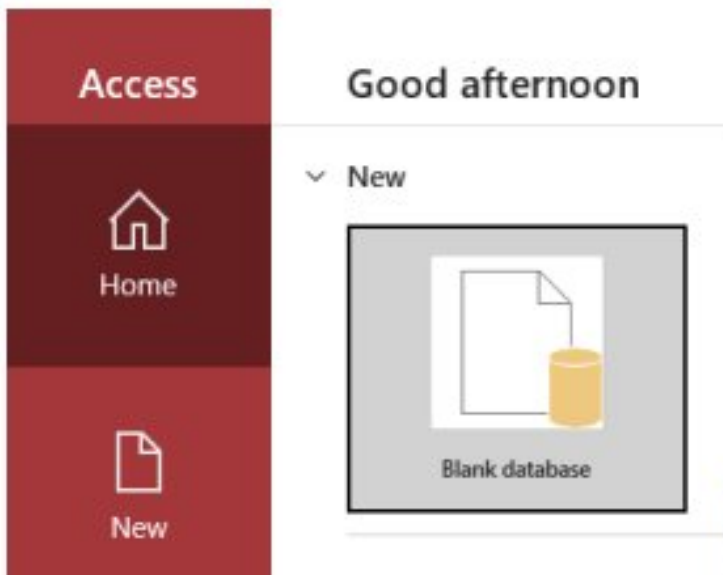 Access
Good afternoon
Home
New
New
Blank database